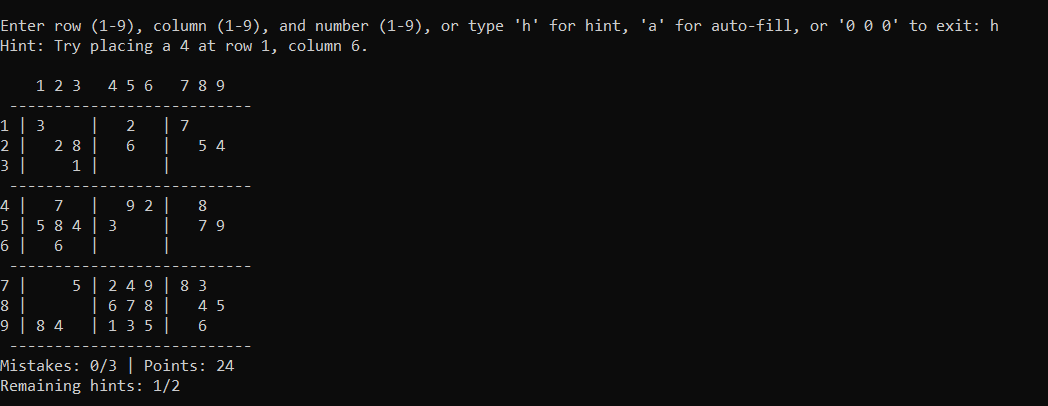 Enter row (1-9), column (1-9), and number (1-9), or type 'h' for hint, 'a' for auto-fill, or '0 0 0' to exit: h
Hint: Try placing a 4 at row 1, column 6.
    1 2 3   4 5 6   7 8 9
 ---------------------------
1 | 3     |   2   | 7
2 |   2 8 |   6   |   5 4
3 |     1 |       |
 ---------------------------
4 |   7   |   9 2 |   8
5 | 5 8 4 | 3     |   7 9
6 |   6   |       |
 ---------------------------
7 |     5 | 2 4 9 | 8 3
8 |       | 6 7 8 |   4 5
9 | 8 4   | 1 3 5 |   6
 ---------------------------
Mistakes: 0/3 | Points: 24
Remaining hints: 1/2